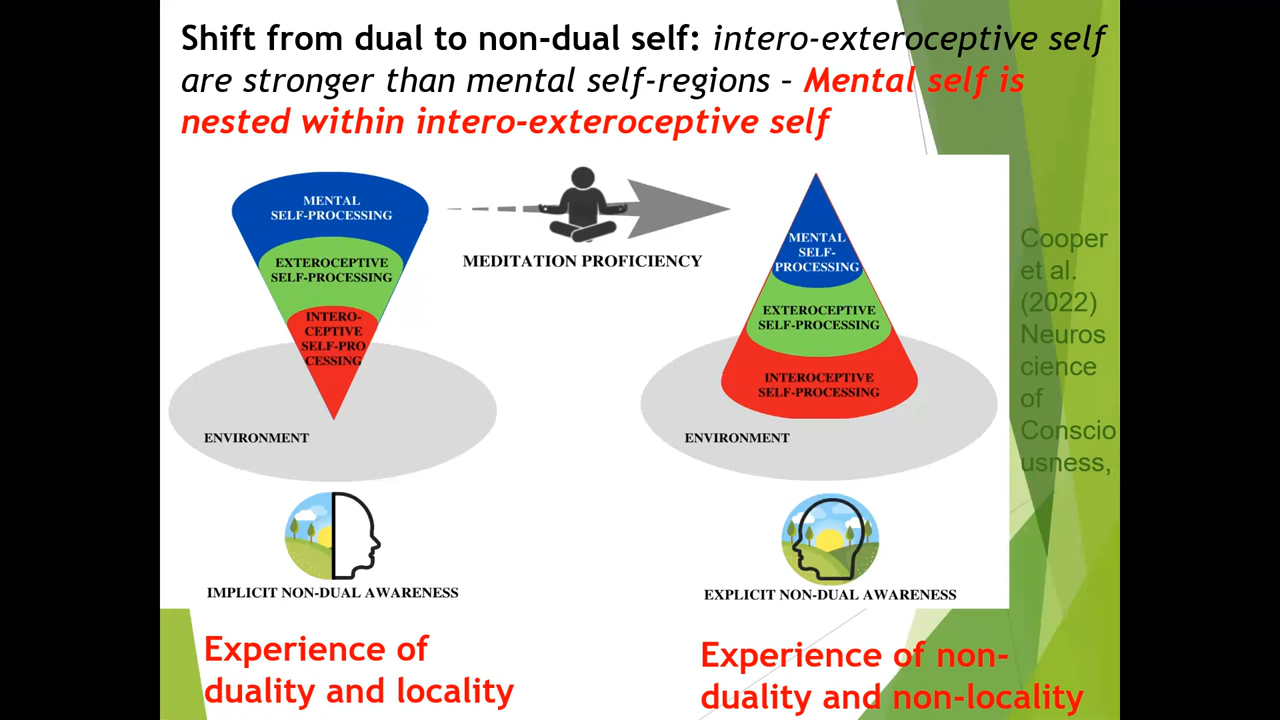 Shift from dual to non-dual self: intero-exteroceptive self
are stronger than mental self-regions – Mental self is
nested within intero-exteroceptive self
MENTAL
SELF-PROCESSING
EXTEROCEPTIVE
SELF-PROCESSING
INTERO-
CEPTIVE
SELF-PRO
CESSING
ENVIRONMENT
IMPLICIT NON-DUAL AWARENESS
MEDITATION PROFICIENCY
MENTAL
SELF-
PROCESSING
EXTEROCEPTIVE
SELF-PROCESSING
INTEROCEPTIVE
SELF-PROCESSING
ENVIRONMENT
EXPLICIT NON-DUAL AWARENESS
Cooper
et al.
(2022)
Neuros
cience
of
Conscio
usness,
Experience of
duality and locality
Experience of non-
duality and non-locality